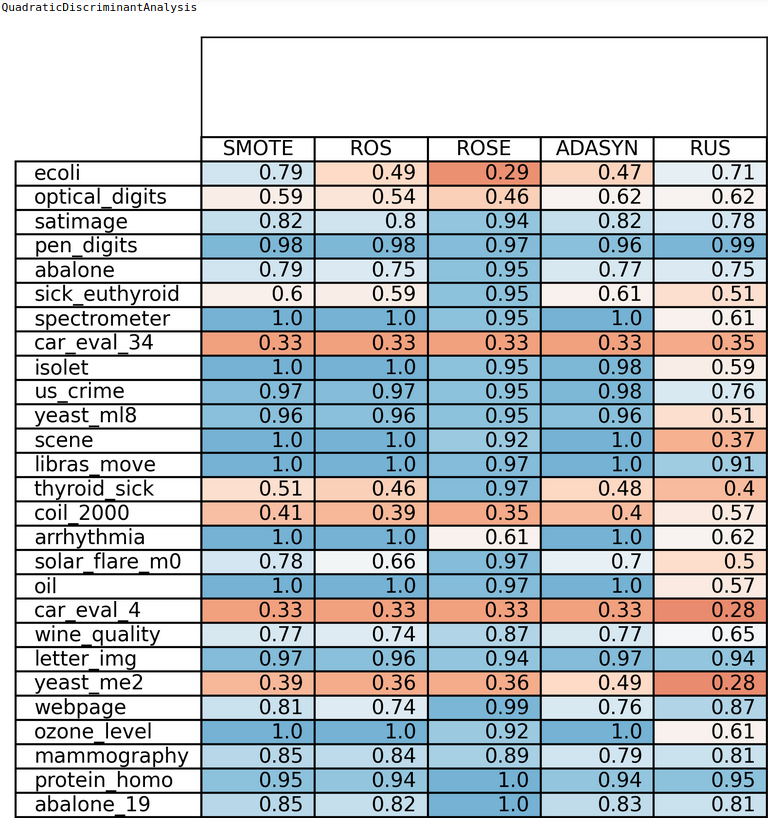 QuadraticDiscriminantAnalysis
SMOTE ROS ROSE ADASYN RUS
ecoli 0.79 0.49 0.29 0.47 0.71
optical_digits 0.59 0.54 0.46 0.62 0.62
satimage 0.82 0.8 0.94 0.82 0.78
pen_digits 0.98 0.98 0.97 0.96 0.99
abalone 0.79 0.75 0.95 0.77 0.75
sick_euthyroid 0.6 0.59 0.95 0.61 0.51
spectrometer 1.0 1.0 0.95 1.0 0.61
car_eval_34 0.33 0.33 0.33 0.33 0.35
isolet 1.0 1.0 0.95 0.98 0.59
us_crime 0.97 0.97 0.95 0.98 0.76
yeast_ml8 0.96 0.96 0.95 0.96 0.51
scene 1.0 1.0 0.92 1.0 0.37
libras_move 1.0 1.0 0.97 1.0 0.91
thyroid_sick 0.51 0.46 0.97 0.48 0.4
coil_2000 0.41 0.39 0.35 0.4 0.57
arrhythmia 1.0 1.0 0.61 1.0 0.62
solar_flare_m0 0.78 0.66 0.97 0.7 0.5
oil 1.0 1.0 0.97 1.0 0.57
car_eval_4 0.33 0.33 0.33 0.33 0.28
wine_quality 0.77 0.74 0.87 0.77 0.65
letter_img 0.97 0.96 0.94 0.97 0.94
yeast_me2 0.39 0.36 0.36 0.49 0.28
webpage 0.81 0.74 0.99 0.76 0.87
ozone_level 1.0 1.0 0.92 1.0 0.61
mammography 0.85 0.84 0.89 0.79 0.81
protein_homo 0.95 0.94 1.0 0.94 0.95
abalone_19 0.85 0.82 1.0 0.83 0.81